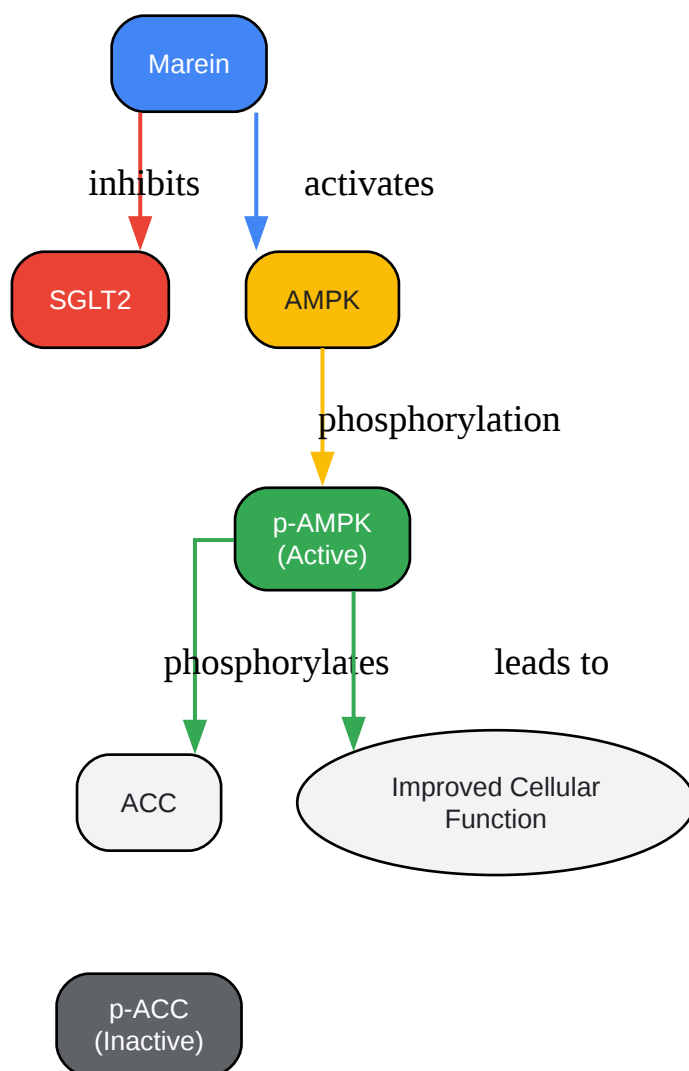 Marein
inhibits
activates
SGLT2
AMPK
phosphorylation
p-AMPK
(Active)
phosphorylates
leads to
ACC
Improved Cellular
Function
p-ACC
(Inactive)